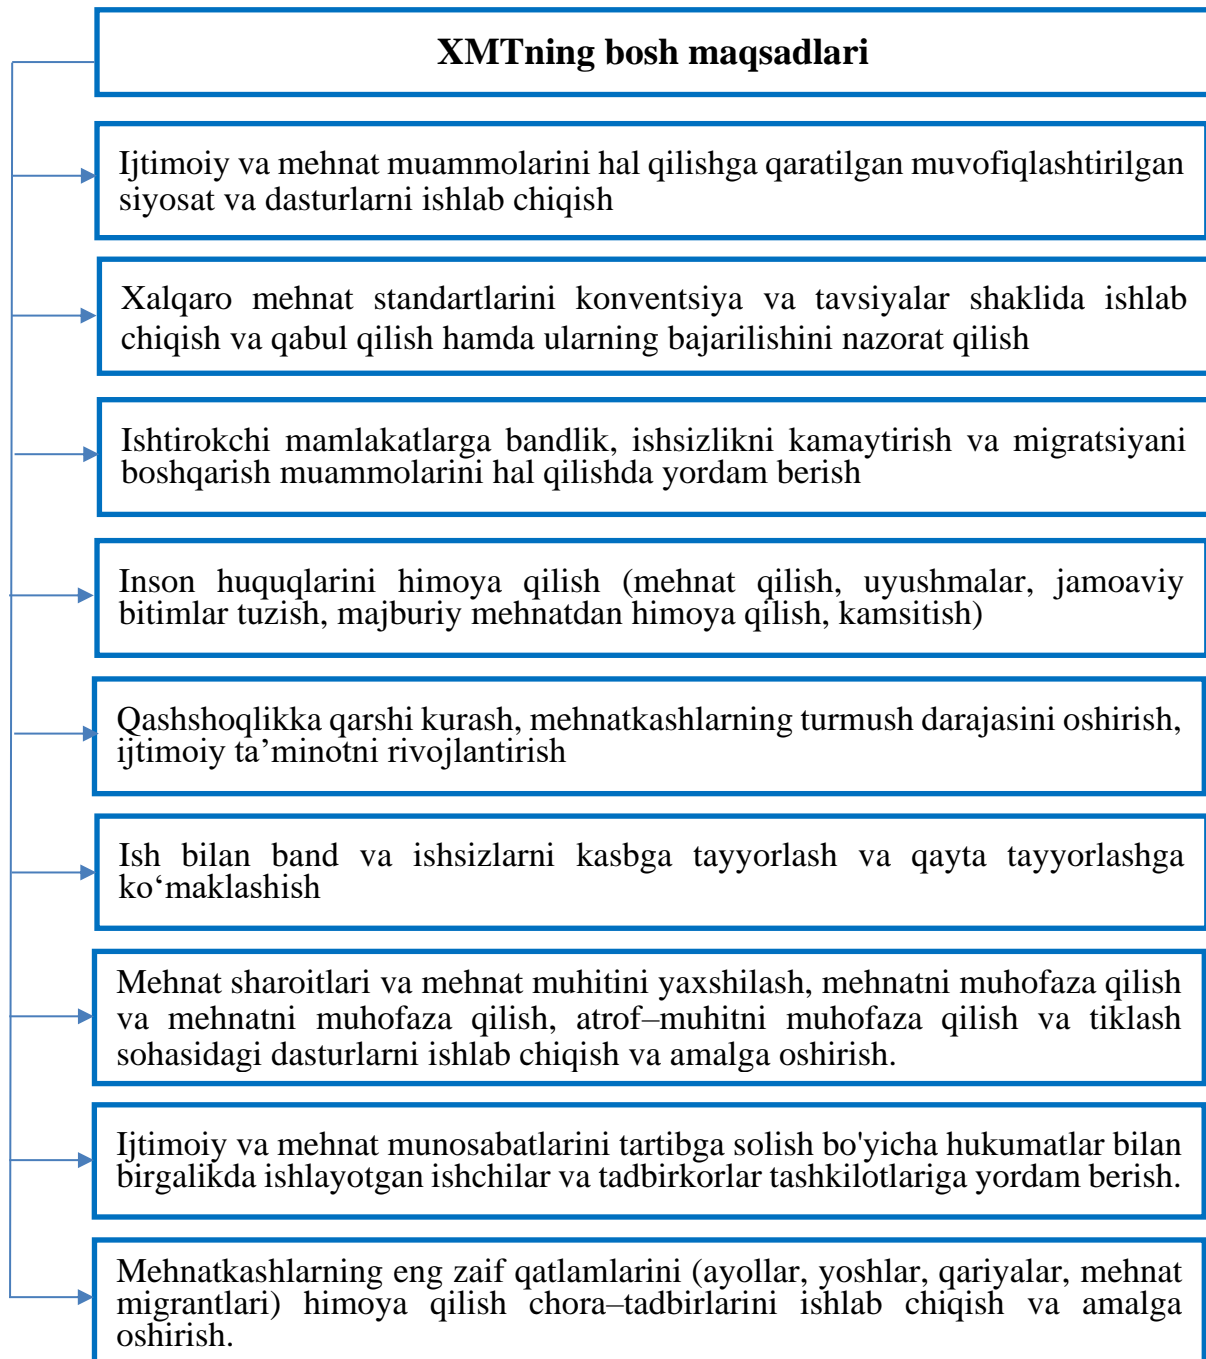 XMTning bosh maqsadlari
Ijtimoiy va mehnat muammolarini hal qilishga qaratilgan muvofiqlashtirilgan
siyosat va dasturlarni ishlab chiqish
Xalqaro mehnat standartlarini konventsiya va tavsiyalar shaklida ishlab
chiqish va qabul qilish hamda ularning bajarilishini nazorat qilish
Ishtirokchi mamlakatlarga bandlik, ishsizlikni kamaytirish va migratsiyani
boshqarish muammolarini hal qilishda yordam berish
Inson huquqlarini himoya qilish (mehnat qilish, uyushmalar, jamoaviy
bitimlar tuzish, majburiy mehnatdan himoya qilish, kamsitish)
Qashshoqlikka qarshi kurash, mehnatkashlarning turmush darajasini oshirish,
ijtimoiy ta’minotni rivojlantirish
Ish bilan band va ishsizlarni kasbga tayyorlash va qayta tayyorlashga
ko‘maklashish
Mehnat sharoitlari va mehnat muhitini yaxshilash, mehnatni muhofaza qilish
va mehnatni muhofaza qilish, atrof–muhitni muhofaza qilish va tiklash
sohasidagi dasturlarni ishlab chiqish va amalga oshirish.
Ijtimoiy va mehnat munosabatlarini tartibga solish bo'yicha hukumatlar bilan
birgalikda ishlayotgan ishchilar va tadbirkorlar tashkilotlariga yordam berish.
Mehnatkashlarning eng zaif qatlamlarini (ayollar, yoshlar, qariyalar, mehnat
migrantlari) himoya qilish chora–tadbirlarini ishlab chiqish va amalga
oshirish.